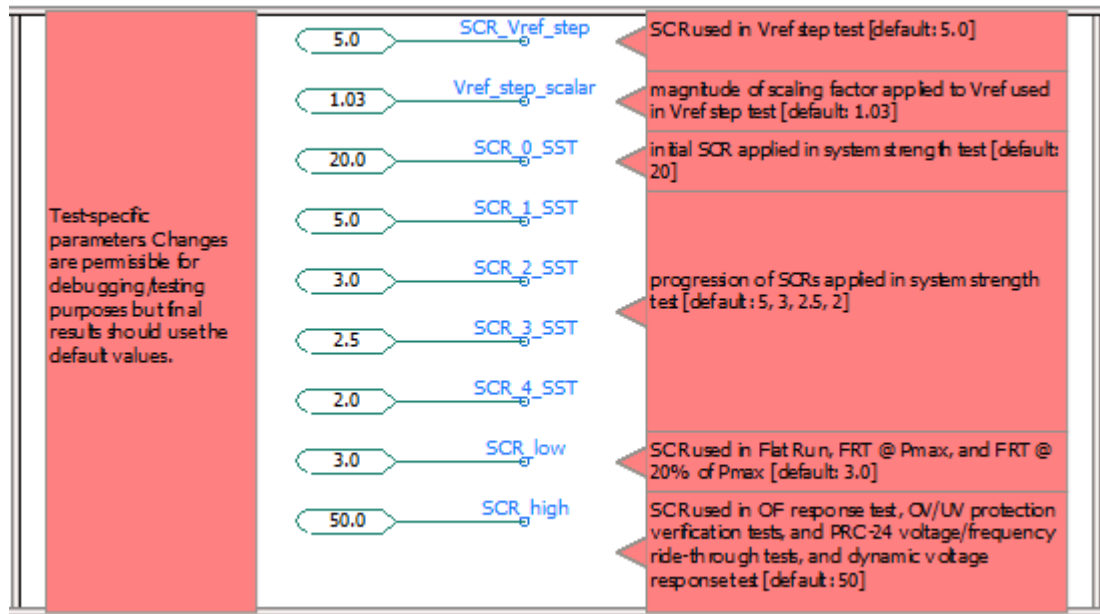 Test-specific
parameters. Changes
are permissible for
debugging/testing
purposes but final
results should use the
default values.
5.0 SCR_Vref_step
SCR used in Vref step test [default: 5.0]
1.03 Vref_step_scalar
magnitude of scaling factor applied to Vref used
in Vref step test [default: 1.03]
20.0 SCR_0_SST
initial SCR applied in system strength test [default:
20]
5.0 SCR_1_SST
3.0 SCR_2_SST
2.5 SCR_3_SST
2.0 SCR_4_SST
progression of SCRs applied in system strength
test [default: 5, 3, 2.5, 2]
3.0 SCR_low
SCR used in Flat Run, FRT @ Pmax, and FRT @
20% of Pmax [default: 3.0]
50.0 SCR_high
SCR used in OF response test, OV/UV protection
verification tests, and PRC-24 voltage/frequency
ride-through tests, and dynamic voltage
response test [default: 50]